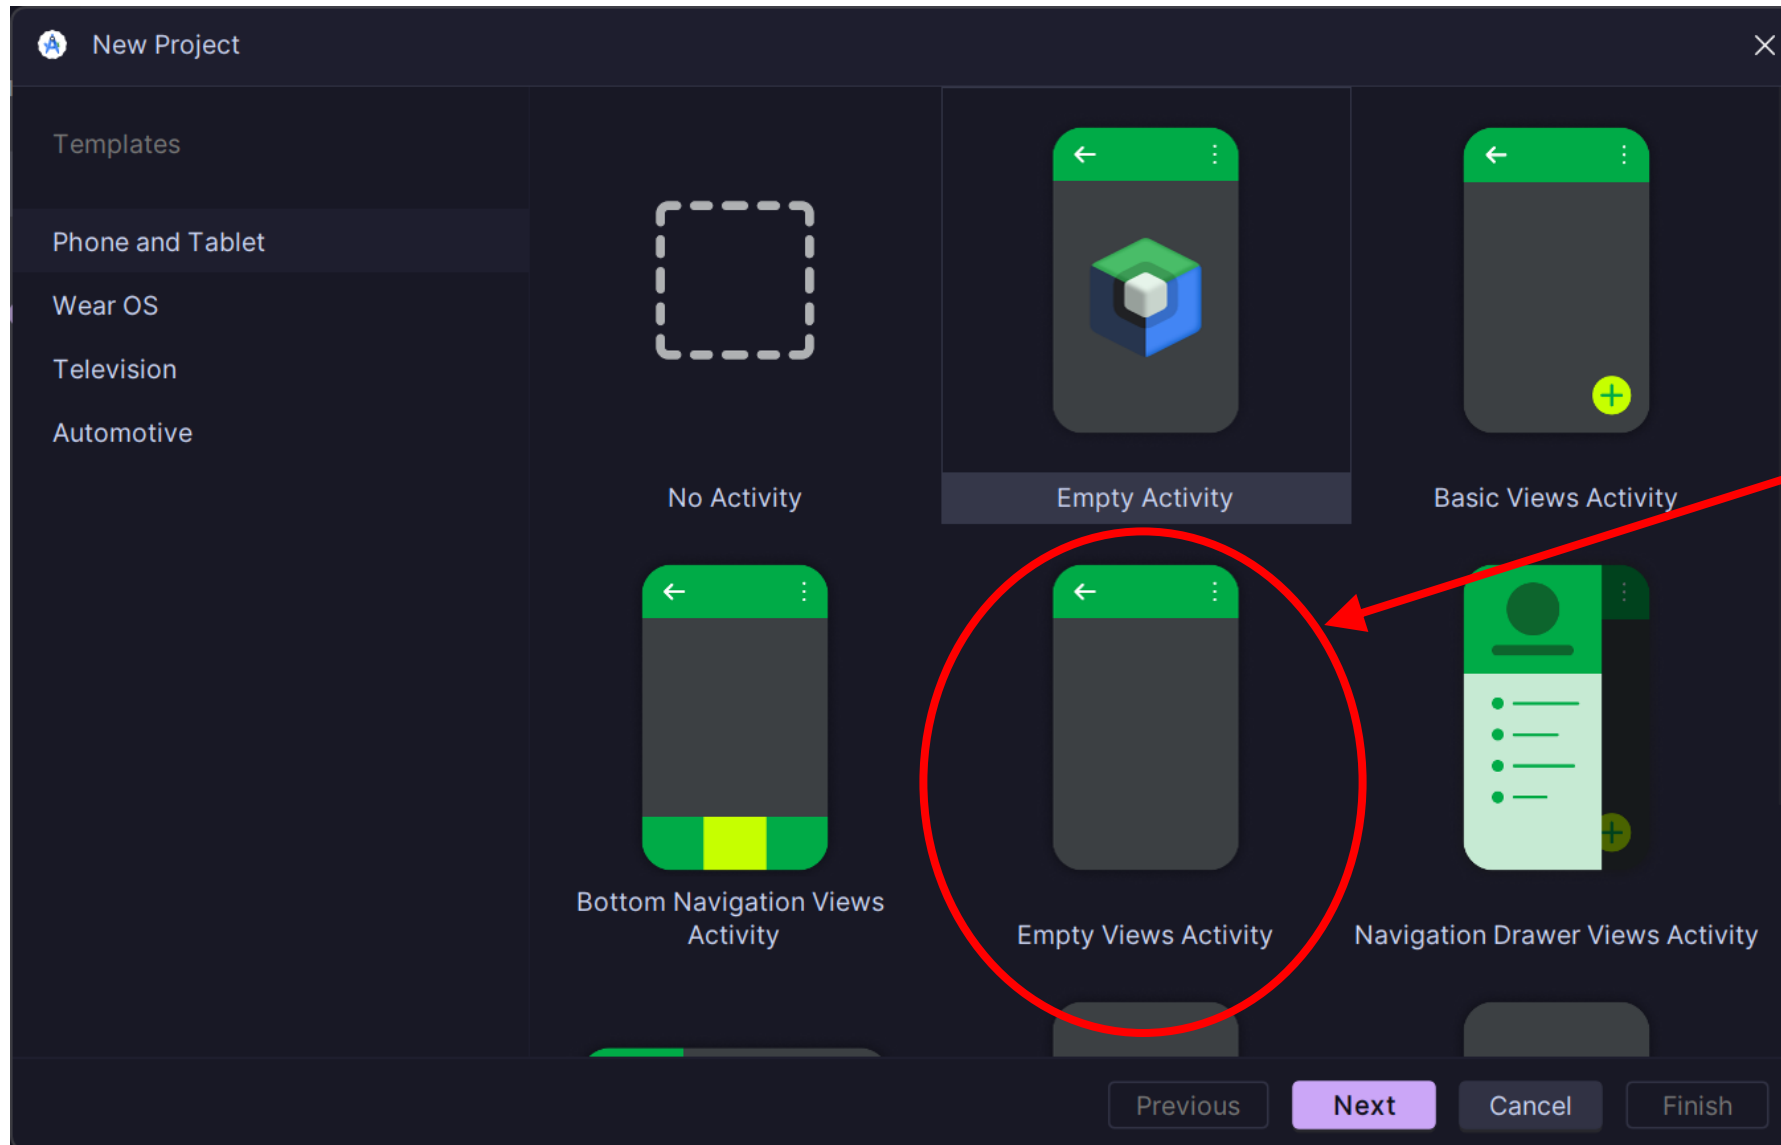 New Project
Templates
Phone and Tablet
Wear OS
Television
Automotive
No Activity
Empty Activity
Basic Views Activity
Bottom Navigation Views
Activity
Empty Views Activity
Navigation Drawer Views Activity
Previous
Next
Cancel
Finish